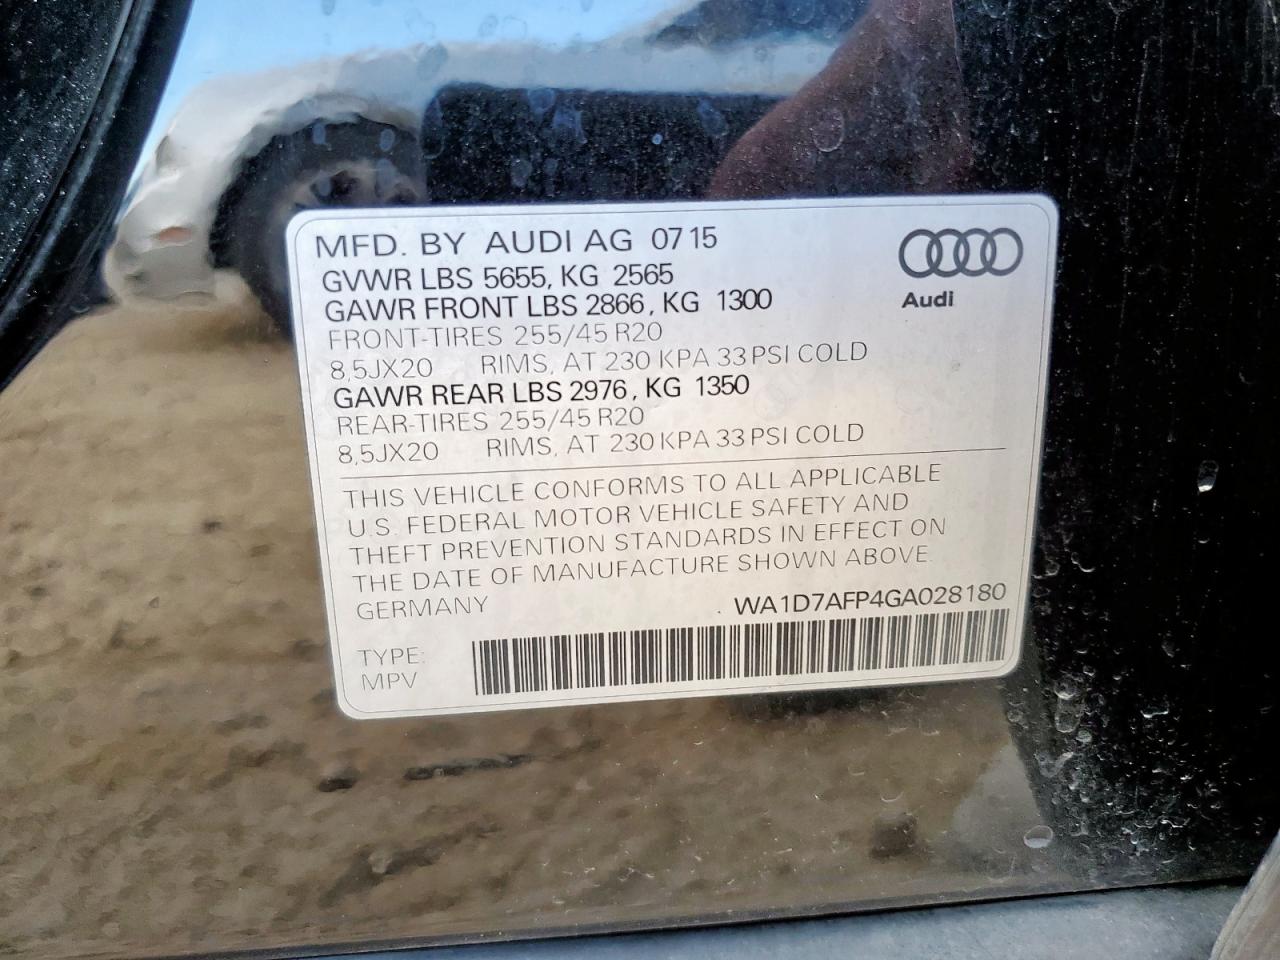 MFD. BY AUDI AG 07 15
GVWR LBS 5655, KG 2565
GAWR FRONT LBS 2866, KG 1300
FRONT-TIRES 255/45 R20
8,5JX20 RIMS, AT 230 KPA 33 PSI COLD
GAWR REAR LBS 2976, KG 1350
REAR-TIRES 255/45 R20
8,5JX20 RIMS, AT 230 KPA 33 PSI COLD
Audi
THIS VEHICLE CONFORMS TO ALL APPLICABLE
U.S. FEDERAL MOTOR VEHICLE SAFETY AND
THEFT PREVENTION STANDARDS IN EFFECT ON
THE DATE OF MANUFACTURE SHOWN ABOVE.
GERMANY . WA1D7AFP4GA028180
TYPE:
MPV